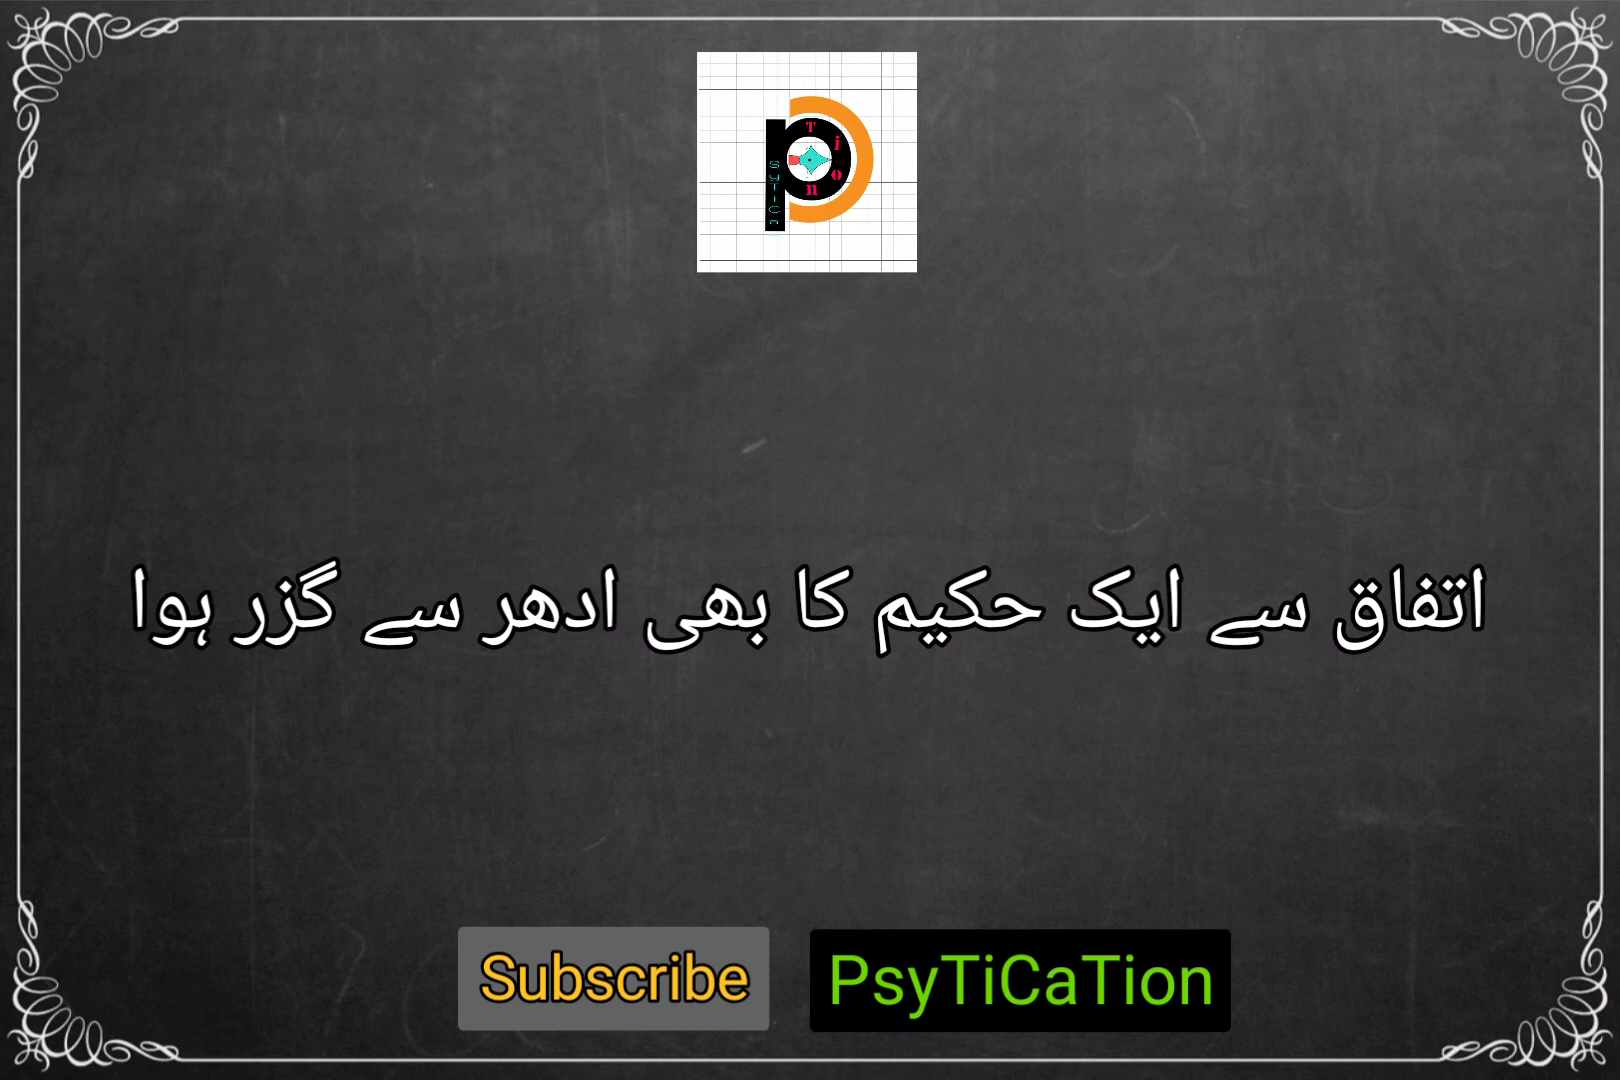 T
i
o
n
اتفاق سے ایک حکیم کا بھی ادھر سے گزر ہوا
Subscribe
PsyTiCaTion